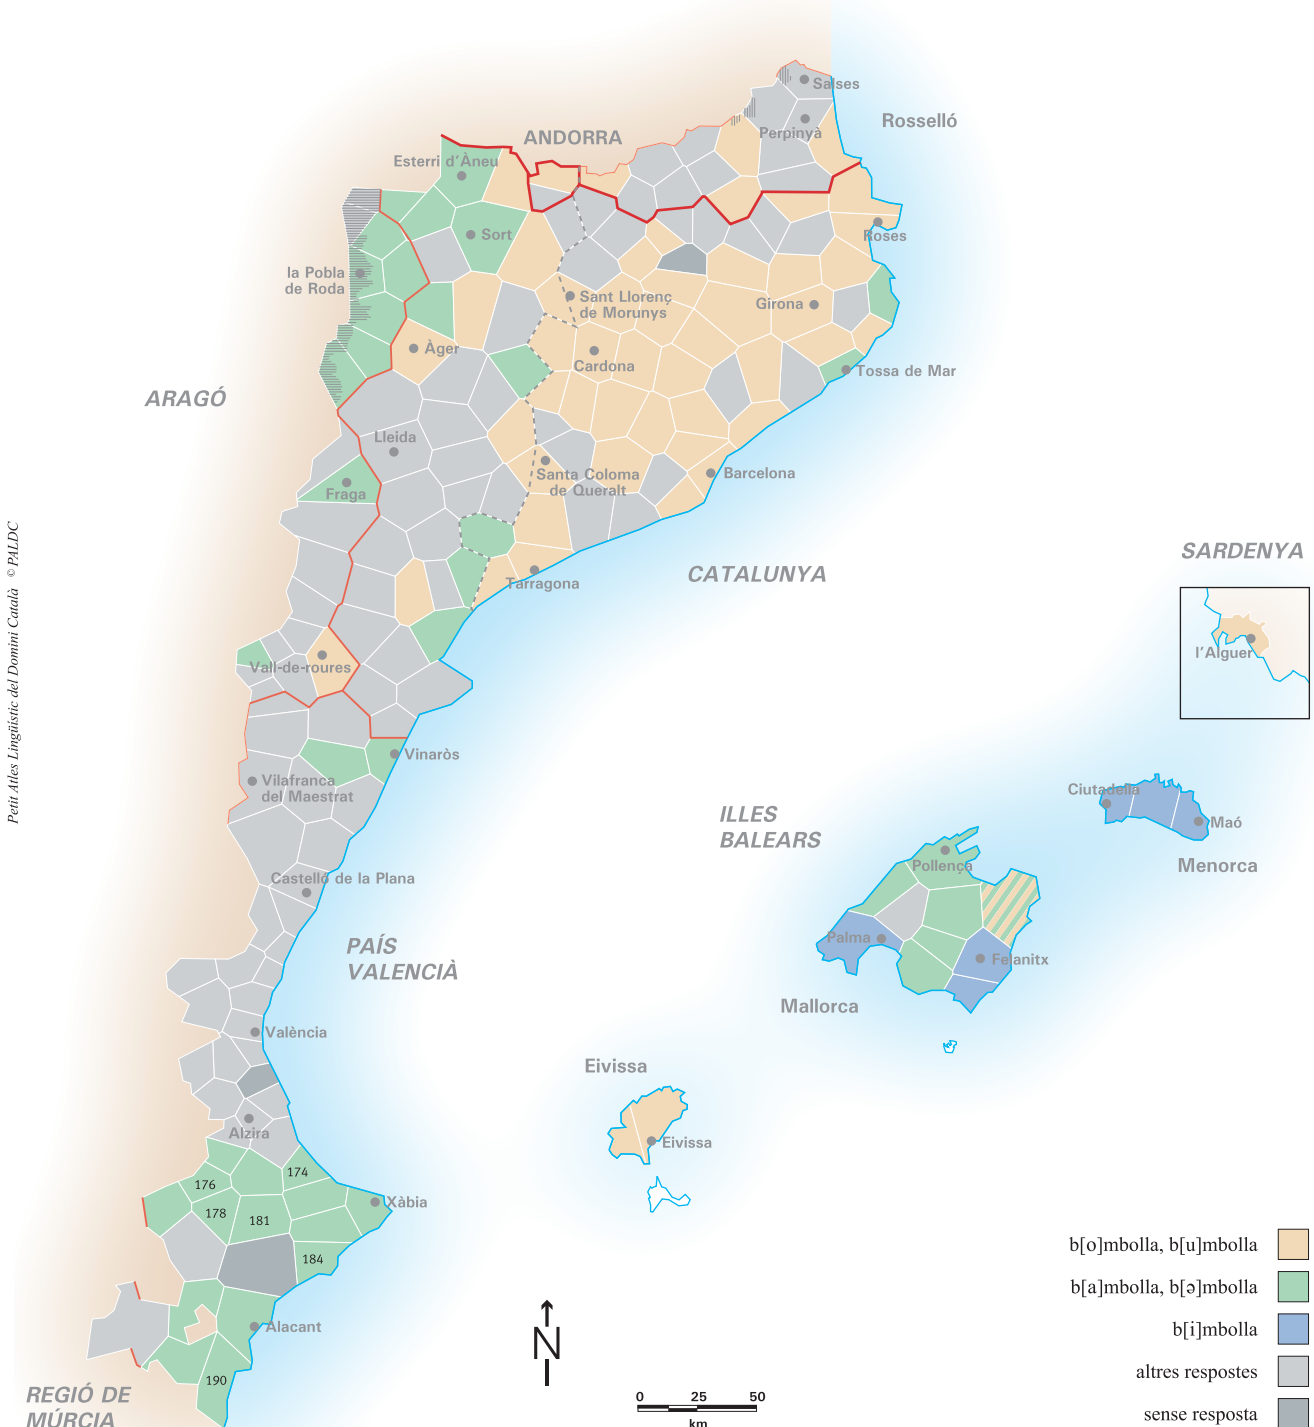 Salses
Rosselló
Perpinyà
ANDORRA
Esterri d'Àneu
Roses
Sort
la Pobla
de Roda
Sant Llorenç
de Morunys
Girona
Àger
Cardona
Tossa de Mar
ARAGÓ
Lleida
Santa Coloma
de Queralt
Barcelona
Fraga
Petit Atles Lingüístic del Domini Català © PALDC
SARDENYA
CATALUNYA
Tarragona
l'Alguer
Vall-de-roures
Vinaròs
Vilafranca
del Maestrat
Ciutadella
Maó
ILLES
BALEARS
Menorca
Pollença
Castelló de la Plana
Palma
Felanitx
PAÍS
VALENCIÀ
Mallorca
València
Eivissa
Alzira
Eivissa
174
176
Xàbia
178
181
184
b[o]mbolla, b[u]mbolla
b[a]mbolla, b[ə]mbolla
Alacant
b[i]mbolla
N
190
altres respostes
REGIÓ DE
MÚRCIA
0 25 50
km
sense resposta